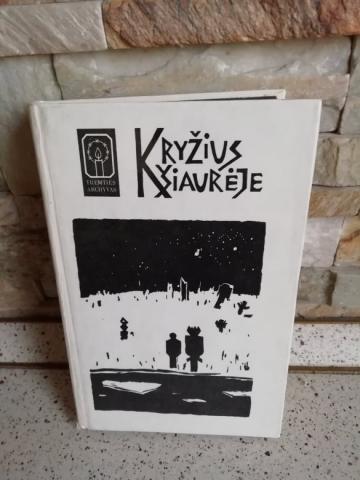 KRYŽIUS
ŠIAURĖJE
TREMTIES
ARCHYVAS